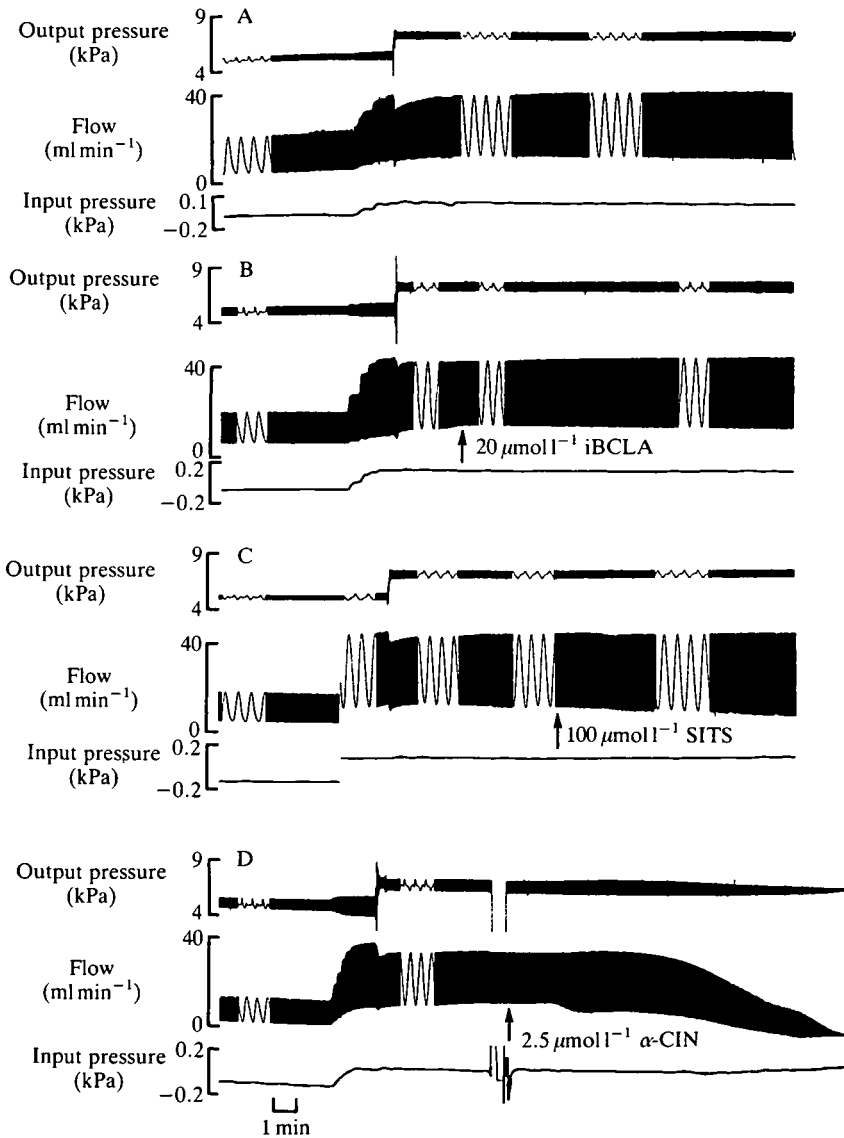 A
Output pressure
(kPa)
9
4
Flow
(ml min⁻¹)
40
0
Input pressure
(kPa)
0.1
−0.2
B
Output pressure
(kPa)
9
4
Flow
(ml min⁻¹)
40
0
20 μmol l⁻¹ iBCLA
Input pressure
(kPa)
0.2
−0.2
C
Output pressure
(kPa)
9
4
Flow
(ml min⁻¹)
40
0
100 μmol l⁻¹ SITS
Input pressure
(kPa)
0.2
−0.2
D
Output pressure
(kPa)
9
4
Flow
(ml min⁻¹)
40
0
2.5 μmol l⁻¹ α-CIN
Input pressure
(kPa)
0.2
−0.2
1 min